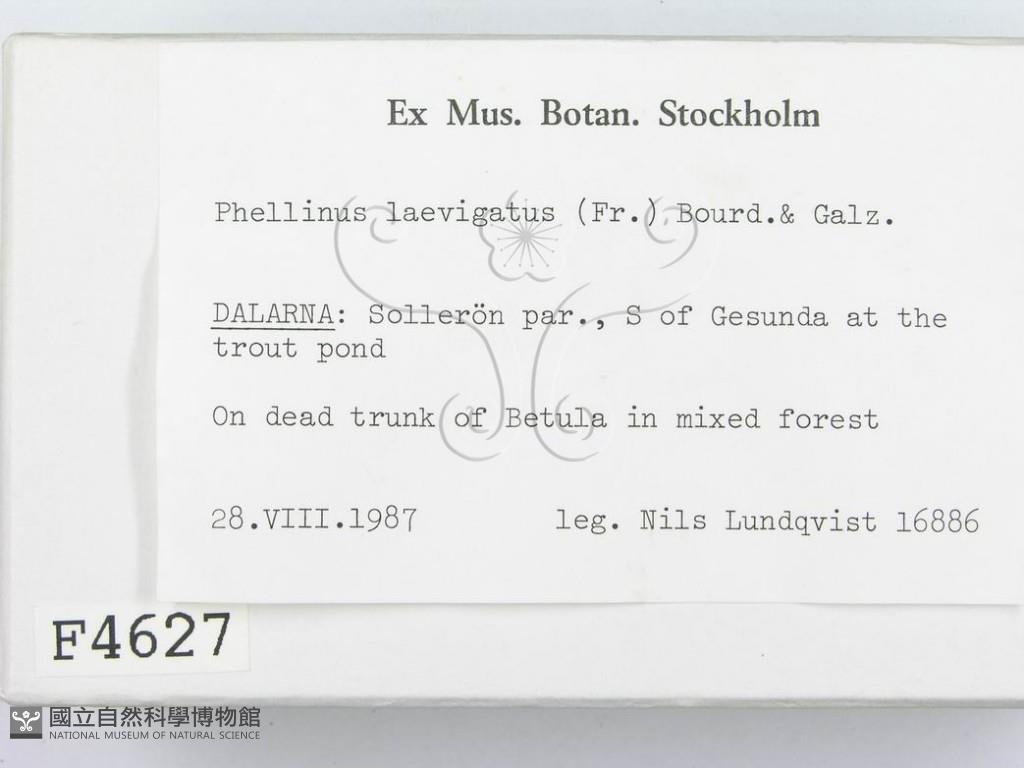 Ex Mus. Botan. Stockholm
Phellinus laevigatus (Fr.) Bourd.& Galz.
DALARNA: Sollerön par., S of Gesunda at the
trout pond
On dead trunk of Betula in mixed forest
28.VIII.1987 leg. Nils Lundqvist 16886
F4627
國立自然科學博物館
NATIONAL MUSEUM OF NATURAL SCIENCE